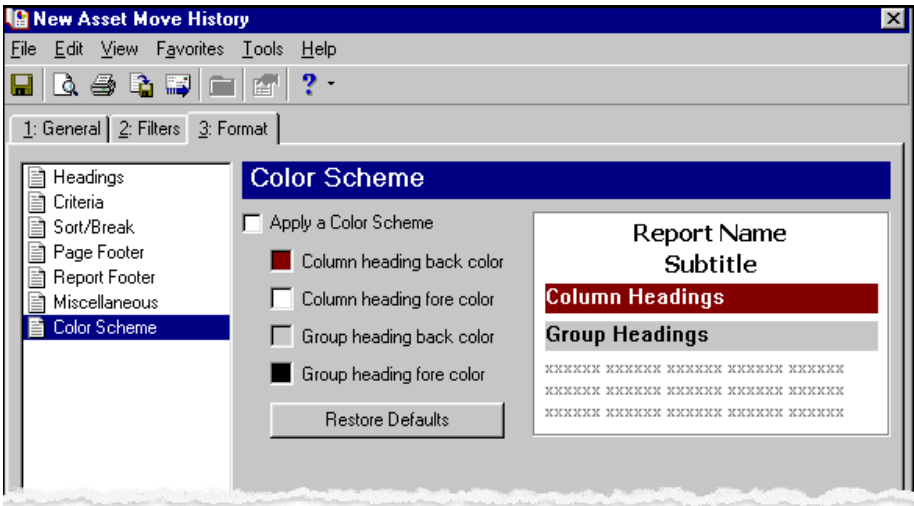 New Asset Move History
File Edit View Favorites Tools Help
1: General 2: Filters 3: Format
Headings
Criteria
Sort/Break
Page Footer
Report Footer
Miscellaneous
Color Scheme
Color Scheme
Apply a Color Scheme
Column heading back color
Column heading fore color
Group heading back color
Group heading fore color
Restore Defaults
Report Name
Subtitle
Column Headings
Group Headings
xxxxxx xxxxxx xxxxxx xxxxxx xxxxxx
xxxxxx xxxxxx xxxxxx xxxxxx xxxxxx
xxxxxx xxxxxx xxxxxx xxxxxx xxxxxx